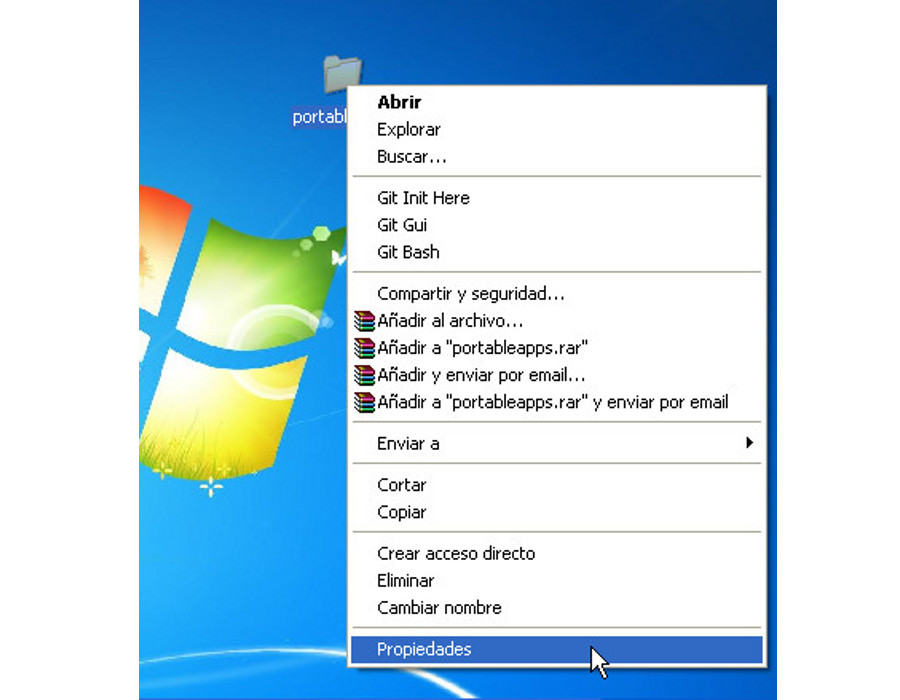 portabl
Abrir
Explorar
Buscar...
Git Init Here
Git Gui
Git Bash
Compartir y seguridad...
Añadir al archivo...
Añadir a "portableapps.rar"
Añadir y enviar por email...
Añadir a "portableapps.rar" y enviar por email
Enviar a
Cortar
Copiar
Crear acceso directo
Eliminar
Cambiar nombre
Propiedades